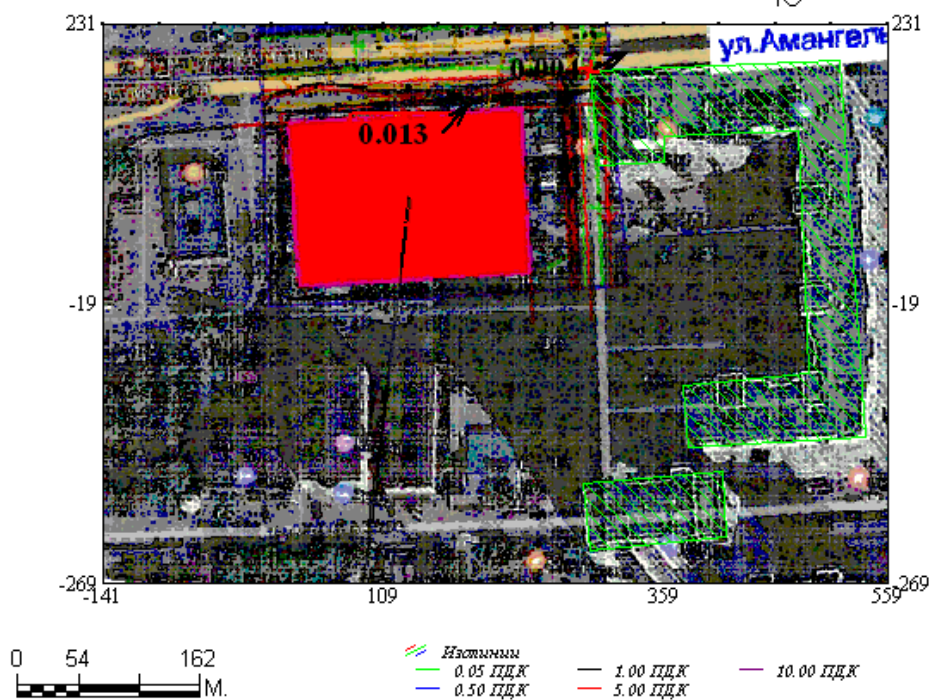 231 231
ул.Амангель
0.013
-19 -19
-269 269
-141 109 359 559
0 54 162
М.
Изолинии
0.05 ПДК 1.00 ПДК 10.00 ПДК
0.50 ПДК 5.00 ПДК